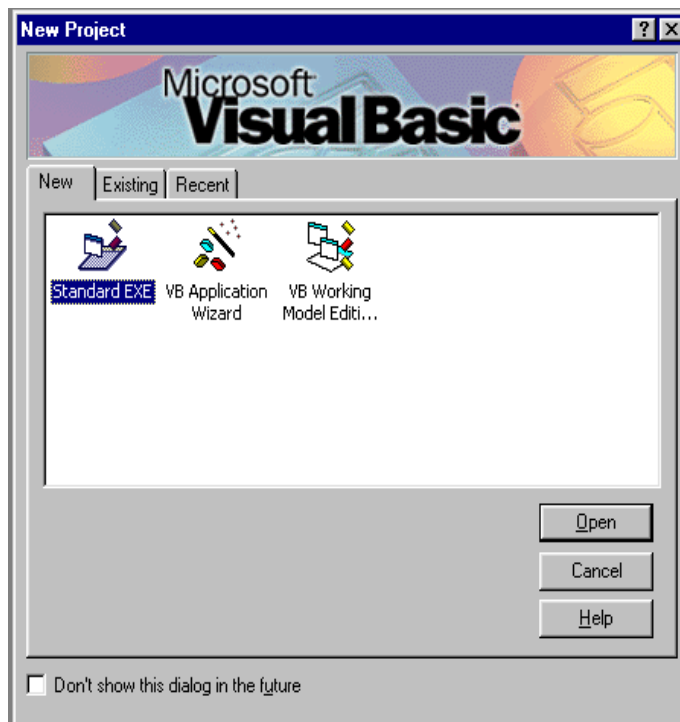 New Project
Microsoft
Visual Basic
New Existing Recent
Standard EXE VB Application VB Working
Wizard Model Editi...
Open
Cancel
Help
Don't show this dialog in the future